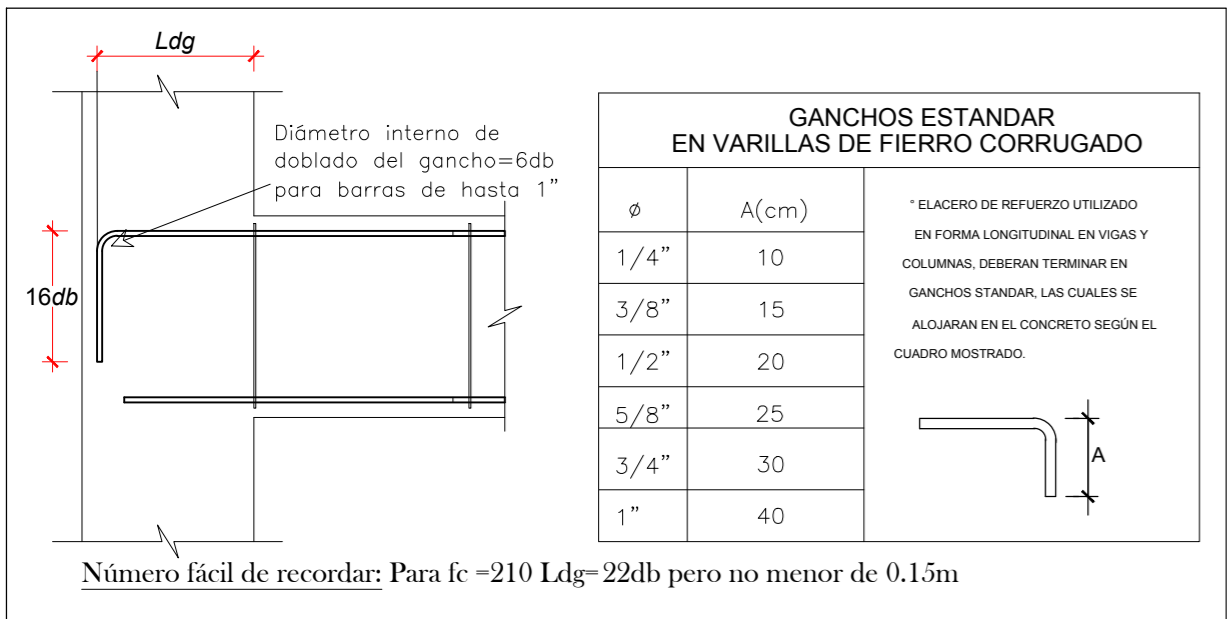 Ldg
Diámetro interno de
doblado del gancho=6db
para barras de hasta 1”
16db
GANCHOS ESTANDAR
EN VARILLAS DE FIERRO CORRUGADO
ø A(cm)
1/4” 10
3/8” 15
1/2” 20
5/8” 25
3/4” 30
1” 40
° ELACERO DE REFUERZO UTILIZADO
EN FORMA LONGITUDINAL EN VIGAS Y
COLUMNAS, DEBERAN TERMINAR EN
GANCHOS STANDAR, LAS CUALES SE
ALOJARAN EN EL CONCRETO SEGÚN EL
CUADRO MOSTRADO.
A
Número fácil de recordar: Para fc =210 Ldg=22db pero no menor de 0.15m